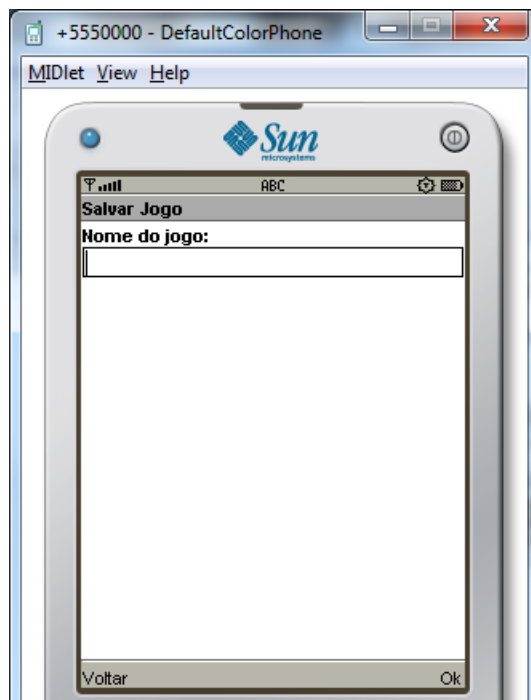 +5550000 - DefaultColorPhone
MIDlet View Help
Sun
microsystems
ABC
Salvar Jogo
Nome do jogo:
Voltar Ok